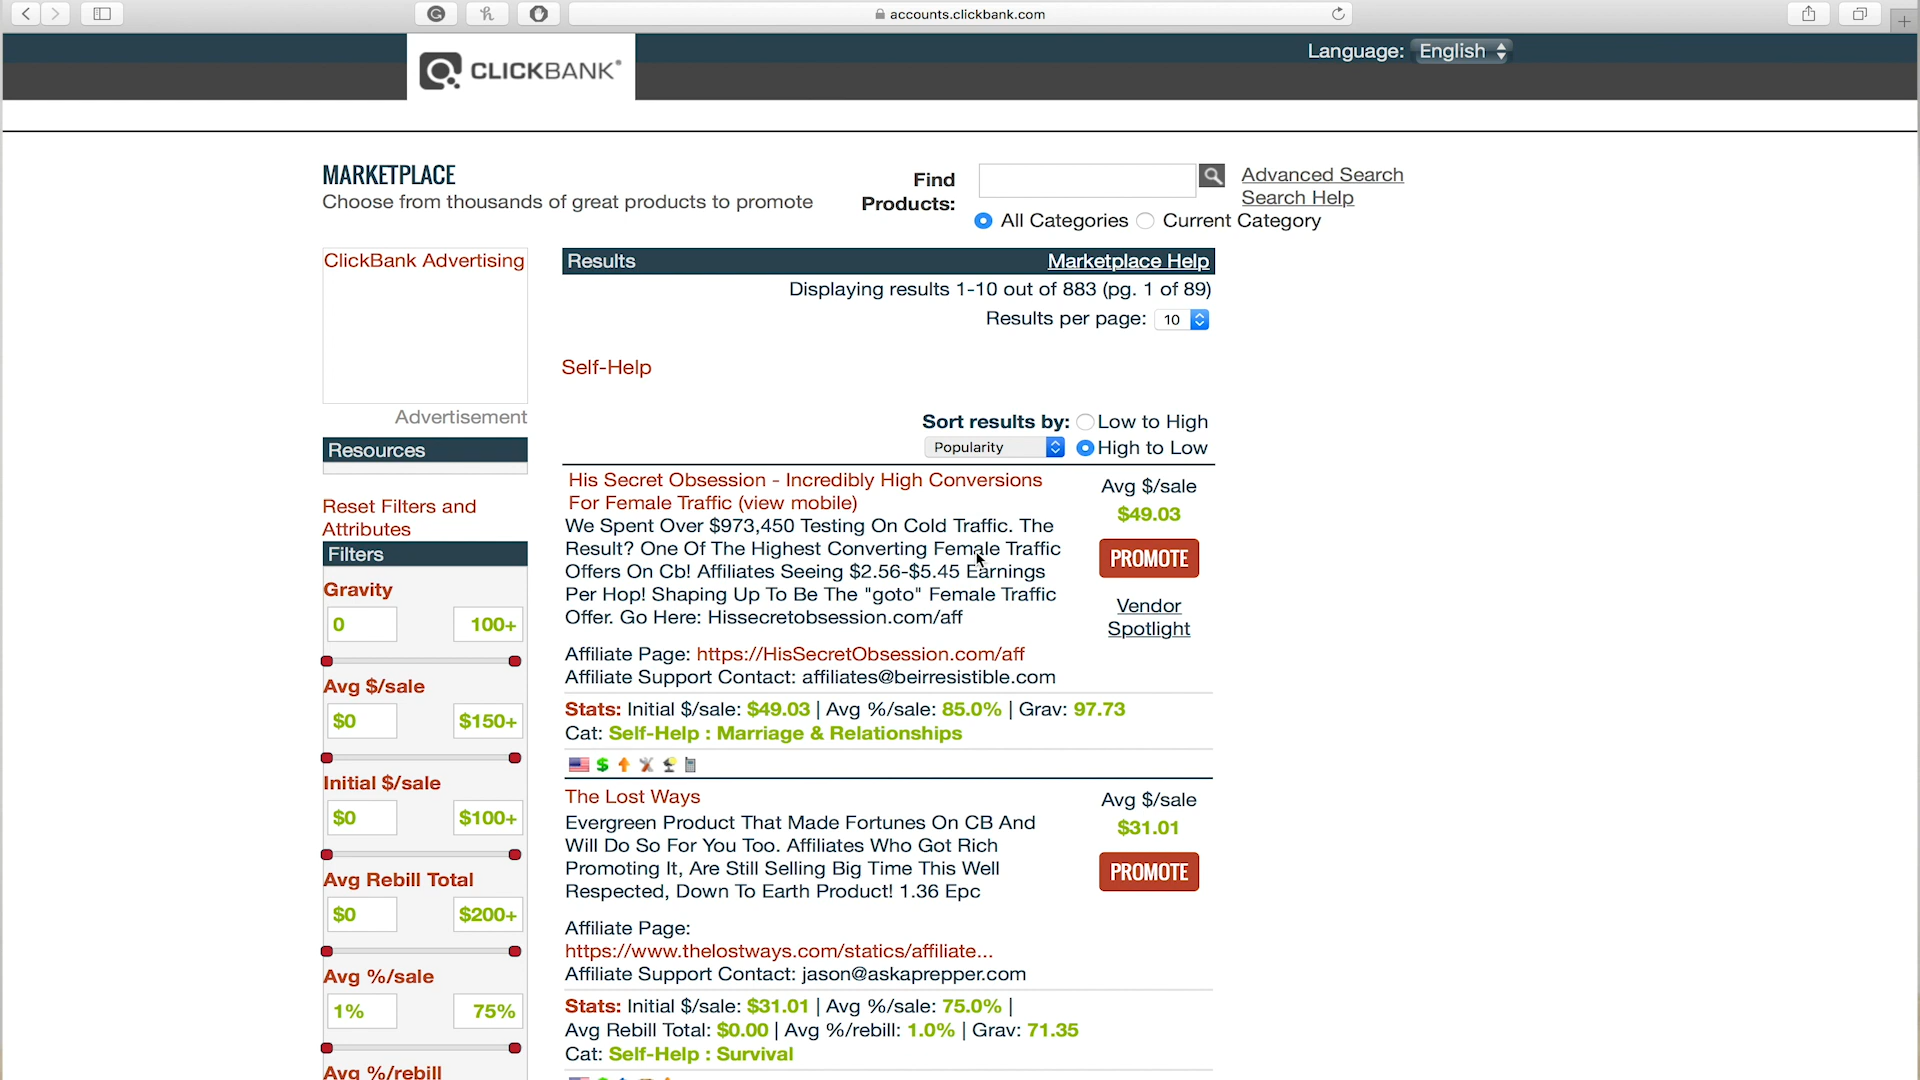 accounts.clickbank.com
Language: English
CLICKBANK®
MARKETPLACE
Choose from thousands of great products to promote
Find
Products:
Advanced Search
Search Help
All Categories Current Category
ClickBank Advertising
Advertisement
Resources
Reset Filters and
Attributes
Filters
Gravity
0 100+
Avg $/sale
$0 $150+
Initial $/sale
$0 $100+
Avg Rebill Total
$0 $200+
Avg %/sale
1% 75%
Avg %/rebill
Results Marketplace Help
Displaying results 1-10 out of 883 (pg. 1 of 89)
Results per page: 10
Self-Help
Sort results by: Low to High
Popularity High to Low
His Secret Obsession - Incredibly High Conversions
For Female Traffic (view mobile)
We Spent Over $973,450 Testing On Cold Traffic. The
Result? One Of The Highest Converting Female Traffic
Offers On Cb! Affiliates Seeing $2.56-$5.45 Earnings
Per Hop! Shaping Up To Be The "goto" Female Traffic
Offer. Go Here: Hissecretobsession.com/aff
Avg $/sale
$49.03
PROMOTE
Vendor
Spotlight
Affiliate Page: https://HisSecretObsession.com/aff
Affiliate Support Contact: affiliates@beirresistible.com
Stats: Initial $/sale: $49.03 | Avg %/sale: 85.0% | Grav: 97.73
Cat: Self-Help : Marriage & Relationships
The Lost Ways
Evergreen Product That Made Fortunes On CB And
Will Do So For You Too. Affiliates Who Got Rich
Promoting It, Are Still Selling Big Time This Well
Respected, Down To Earth Product! 1.36 Epc
Avg $/sale
$31.01
PROMOTE
Affiliate Page:
https://www.thelostways.com/statics/affiliate...
Affiliate Support Contact: jason@askaprepper.com
Stats: Initial $/sale: $31.01 | Avg %/sale: 75.0% |
Avg Rebill Total: $0.00 | Avg %/rebill: 1.0% | Grav: 71.35
Cat: Self-Help : Survival